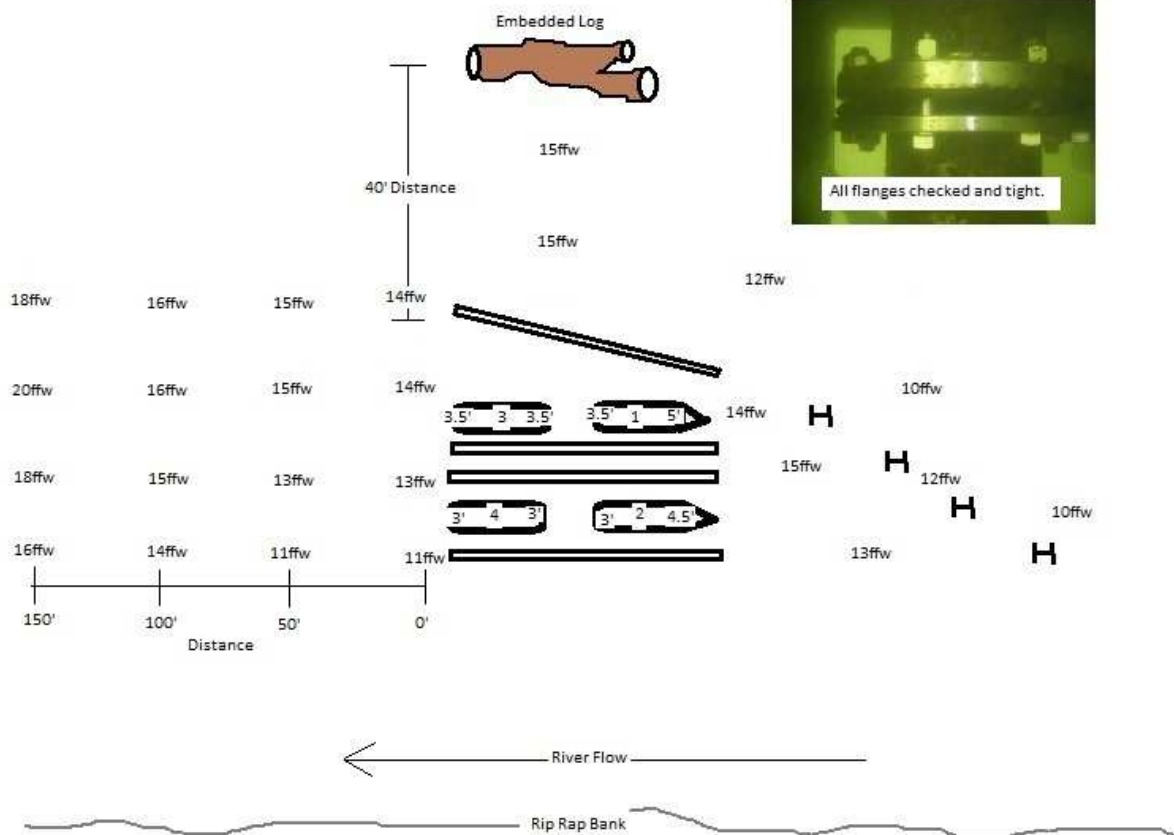 Embedded Log
15ffw
40' Distance
All flanges checked and tight.
15ffw
12ffw
18ffw 16ffw 15ffw 14ffw
20ffw 16ffw 15ffw 14ffw 10ffw
3.5' 3 3.5' 3.5' 1 5' 14ffw H
15ffw H
18ffw 15ffw 13ffw 13ffw 12ffw
3' 4 3' 3' 2 4.5' H 10ffw
16ffw 14ffw 11ffw 11ffw 13ffw H
150' 100' 50' 0'
Distance
River Flow
Rip Rap Bank